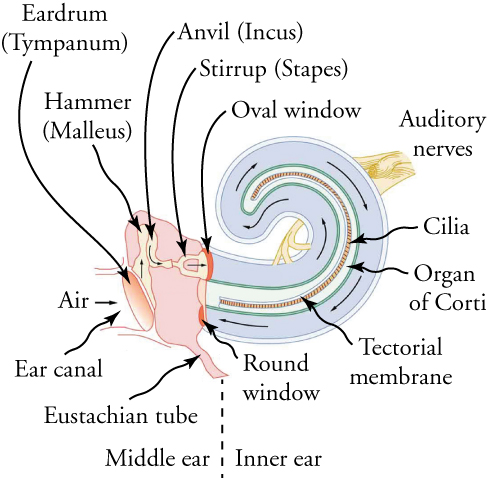 Eardrum
(Tympanum)
Anvil (Incus)
Stirrup (Stapes)
Hammer
(Malleus)
Oval window
Auditory
nerves
Cilia
Organ
of Corti
Air
Tectorial
membrane
Ear canal
Round
window
Eustachian tube
Middle ear
Inner ear